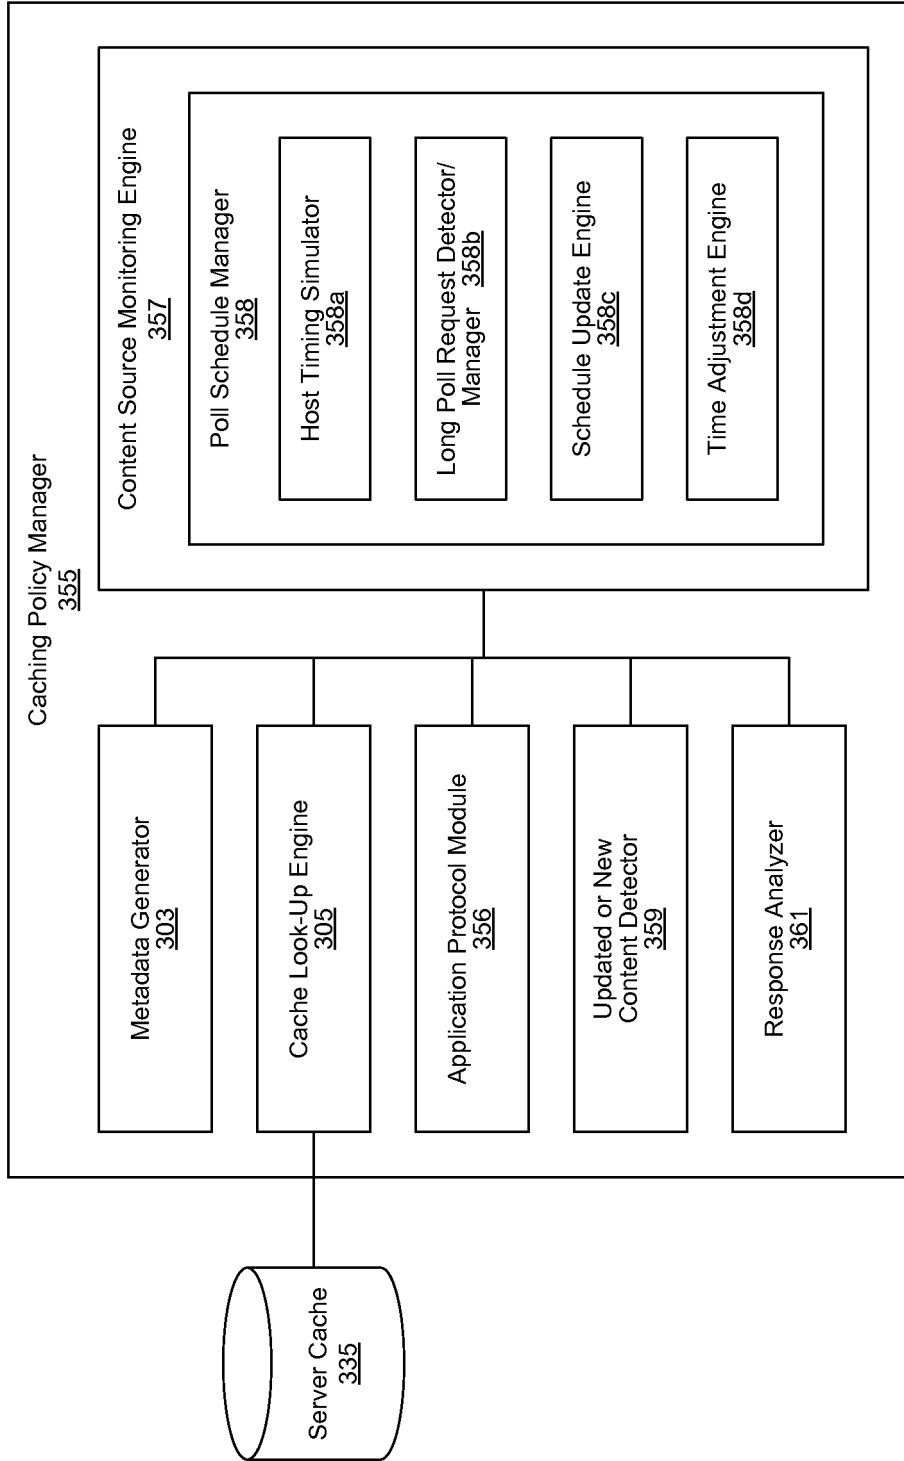 Caching Policy Manager
355
Server Cache
335
Metadata Generator
303
Cache Look-Up Engine
305
Application Protocol Module
356
Updated or New
Content Detector
359
Response Analyzer
361
Content Source Monitoring Engine
357
Poll Schedule Manager
358
Host Timing Simulator
358a
Long Poll Request Detector/
Manager 358b
Schedule Update Engine
358c
Time Adjustment Engine
358d